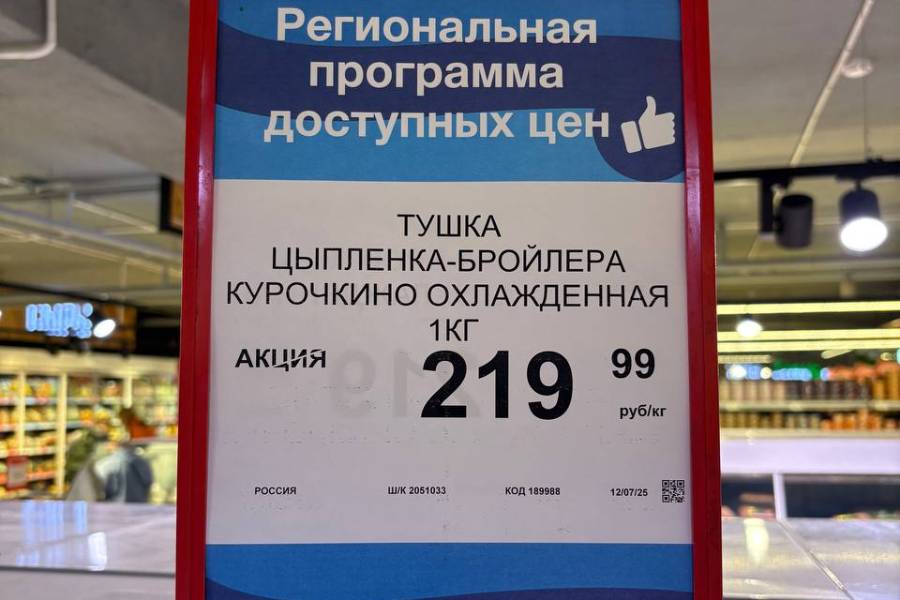 Региональная
программа
доступных цен
ТУШКА
ЦЫПЛЕНКА-БРОЙЛЕРА
КУРОЧКИНО ОХЛАЖДЕННАЯ
1КГ
АКЦИЯ 219 99
руб/кг
РОССИЯ Ш/К 2051033 КОД 189988 12/07/25